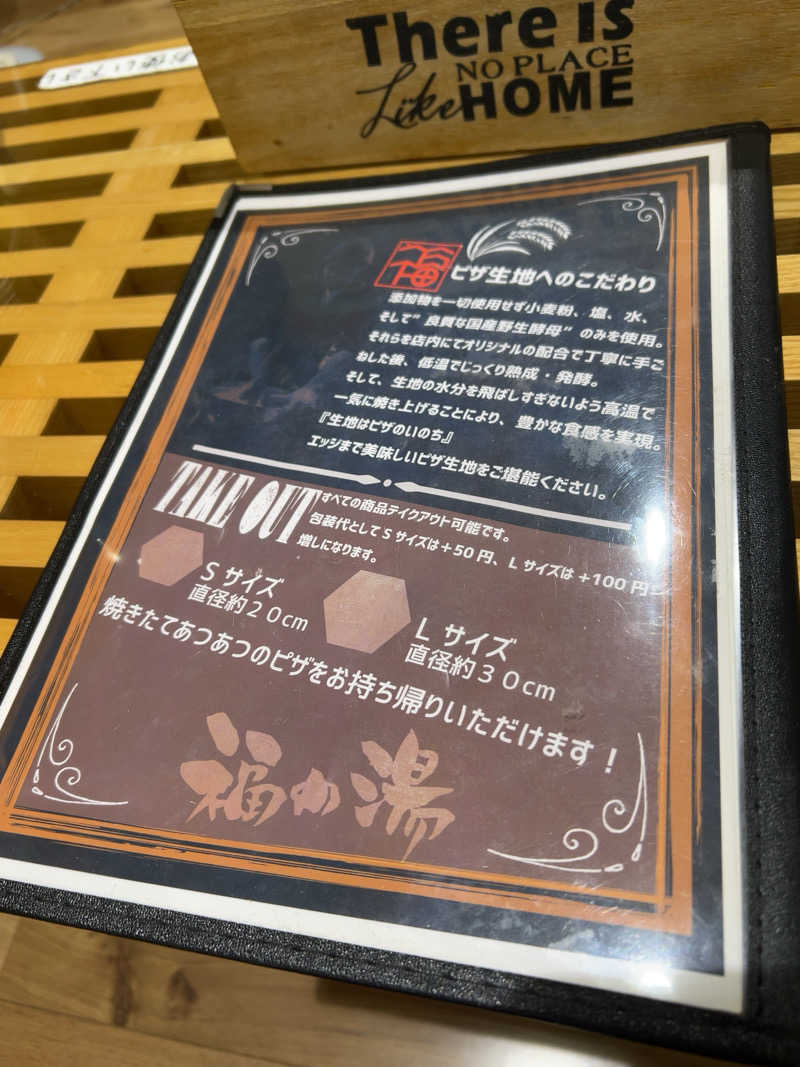 There is
NO PLACE
Like HOME
お使い下さい
福
ピザ生地へのこだわり
添加物を一切使用せず小麦粉、塩、水、
そして"良質な国産野生酵母"のみを使用。
それらを店内にてオリジナルの配合で丁寧に手ご
ねした後、低温でじっくり熟成・発酵。
そして、生地の水分を飛ばしすぎないよう高温で
一気に焼き上げることにより、豊かな食感を実現。
『生地はピザのいのち』
エッジまで美味しいピザ生地をご堪能ください。
TAKE OUT
すべての商品テイクアウト可能です。
包装代としてSサイズは+50円、Lサイズは+100円
増しになります。
Sサイズ
直径約20cm
Lサイズ
直径約30cm
焼きたてあつあつのピザをお持ち帰りいただけます！
福の湯